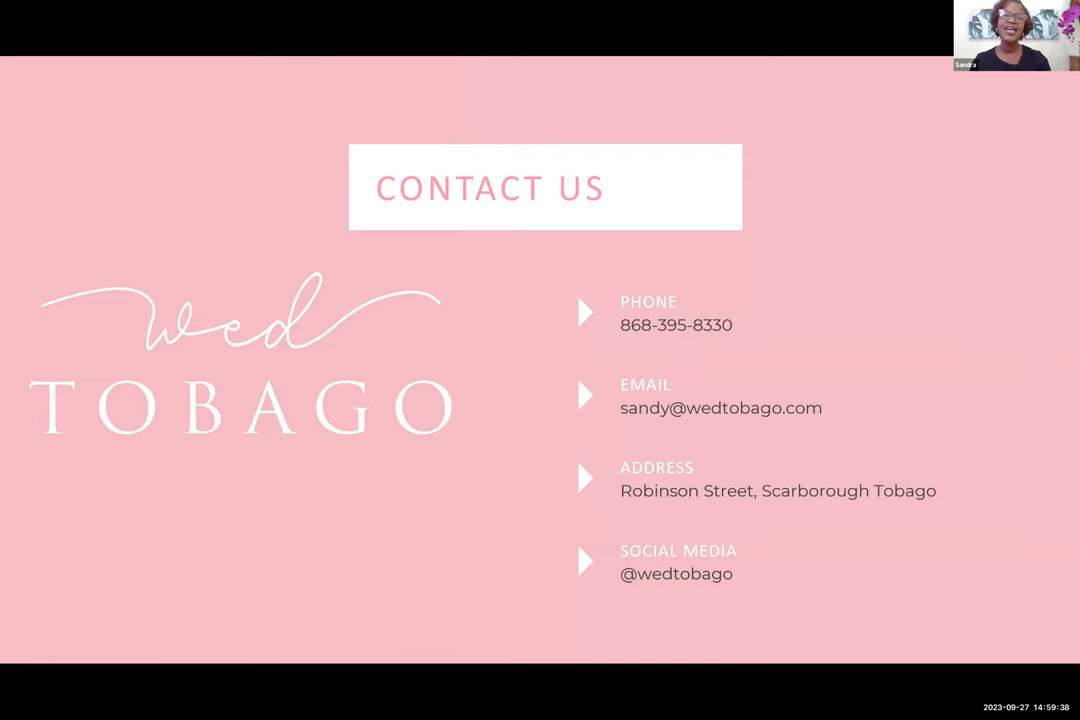 Sandra
CONTACT US
wed
TOBAGO
PHONE
868-395-8330
EMAIL
sandy@wedtobago.com
ADDRESS
Robinson Street, Scarborough Tobago
SOCIAL MEDIA
@wedtobago
2023-09-27 14:59:38